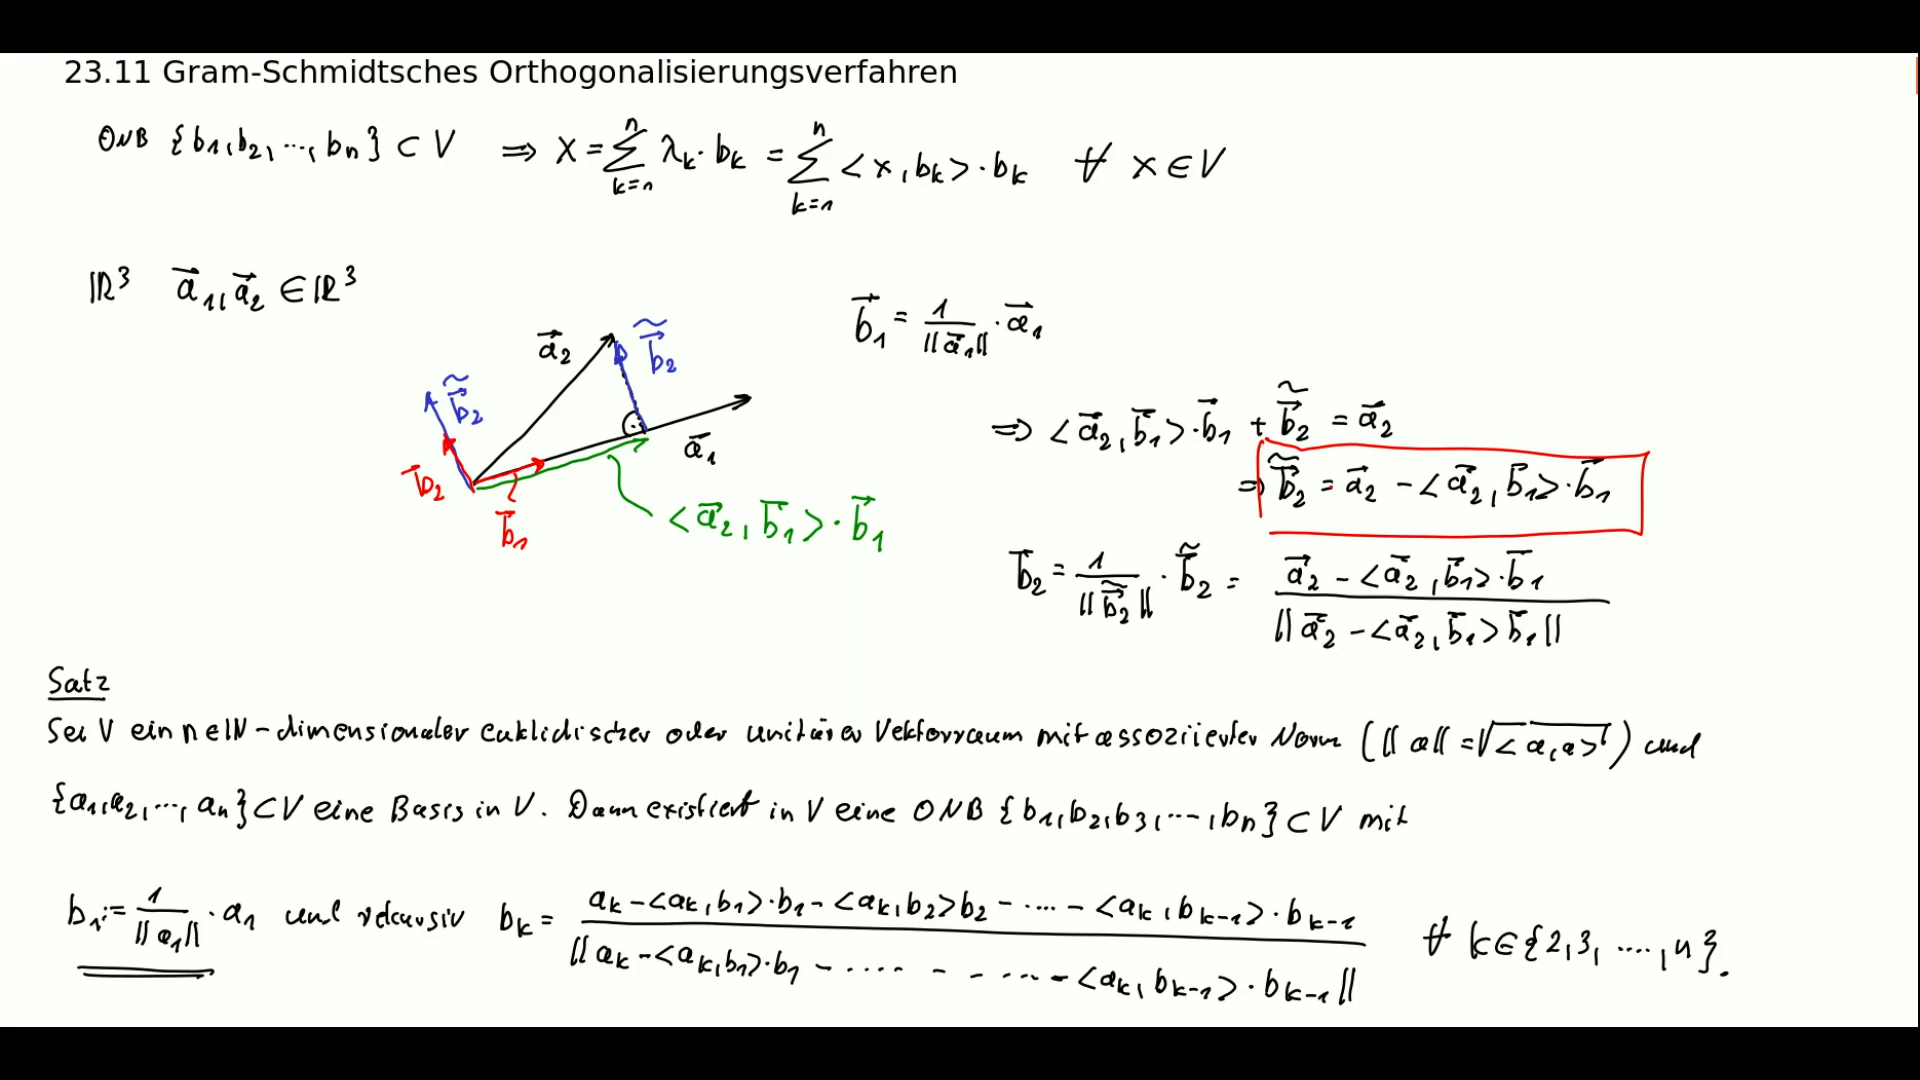 23.11 Gram-Schmidtsches Orthogonalisierungsverfahren
ONB {b₁,b₂,...,bₙ} ⊂ V ⇒ x = ∑_{k=1}^{n} λₖ · bₖ = ∑_{k=1}^{n} <x,bₖ> · bₖ ∀ x ∈ V
ℝ³ a⃗₁, a⃗₂ ∈ ℝ³
b⃗₁ = 1/||a⃗₁|| · a⃗₁
a⃗₂
b̃⃗₂
b̃⃗₂
a⃗₁
b⃗₂
b⃗₁
<a⃗₂, b⃗₁> · b⃗₁
⇒ <a⃗₂, b⃗₁> · b⃗₁ + b̃⃗₂ = a⃗₂
⇒ b̃⃗₂ = a⃗₂ - <a⃗₂, b⃗₁> · b⃗₁
b⃗₂ = 1/||b̃⃗₂|| · b̃⃗₂ = (a⃗₂ - <a⃗₂, b⃗₁> · b⃗₁) / ||a⃗₂ - <a⃗₂, b⃗₁> b⃗₁||
Satz
Sei V ein n∈ℕ-dimensionaler euklidischer oder unitärer Vektorraum mit assoziierter Norm (||a|| = √<a,a>) und
{a₁,a₂,...,aₙ} ⊂ V eine Basis in V. Dann existiert in V eine ONB {b₁,b₂,b₃,...,bₙ} ⊂ V mit
b₁ := 1/||a₁|| · a₁ und rekursiv bₖ = (aₖ - <aₖ,b₁> · b₁ - <aₖ,b₂> b₂ - .... - <aₖ,bₖ₋₁> · bₖ₋₁) / ||aₖ - <aₖ,b₁> · b₁ - ..... - - .... - <aₖ,bₖ₋₁> · bₖ₋₁|| ∀ k ∈ {2,3,....,n}.